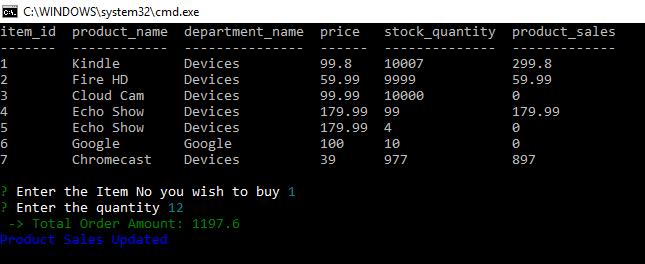 C:\WINDOWS\system32\cmd.exe
item_id  product_name  department_name  price   stock_quantity  product_sales
-------  ------------  ---------------  ------  --------------  -------------
1        Kindle        Devices          99.8    10007           299.8
2        Fire HD       Devices          59.99   9999            59.99
3        Cloud Cam     Devices          99.99   10000           0
4        Echo Show     Devices          179.99  99              179.99
5        Echo Show     Devices          179.99  4               0
6        Google        Google           100     10              0
7        Chromecast    Devices          39      977             897
? Enter the Item No you wish to buy 1
? Enter the quantity 12
 -> Total Order Amount: 1197.6
Product Sales Updated